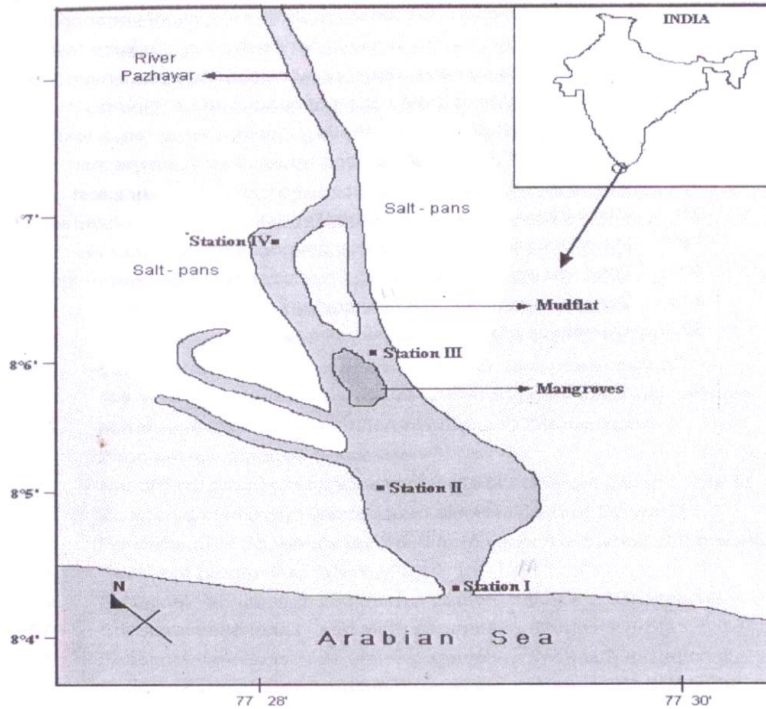 INDIA
River
Pazhayar
7'
Salt - pans
Station IV
Salt - pans
Mudflat
Station III
8°6'
Mangroves
8°5'
Station II
Station I
N
8°4'
Arabian Sea
77 28'
77 30'